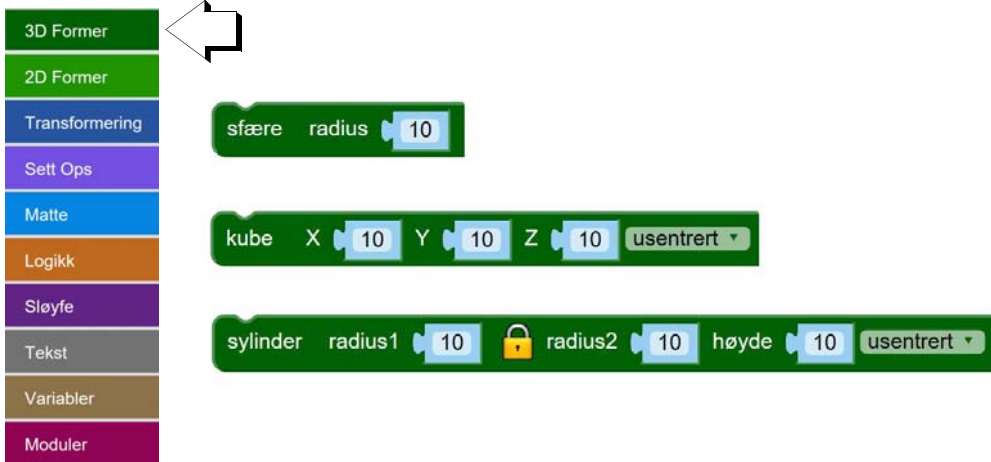 3D Former
2D Former
Transformering
Sett Ops
Matte
Logikk
Sløyfe
Tekst
Variabler
Moduler
sfære radius 10
kube X 10 Y 10 Z 10 usentrert
sylinder radius1 10 radius2 10 høyde 10 usentrert